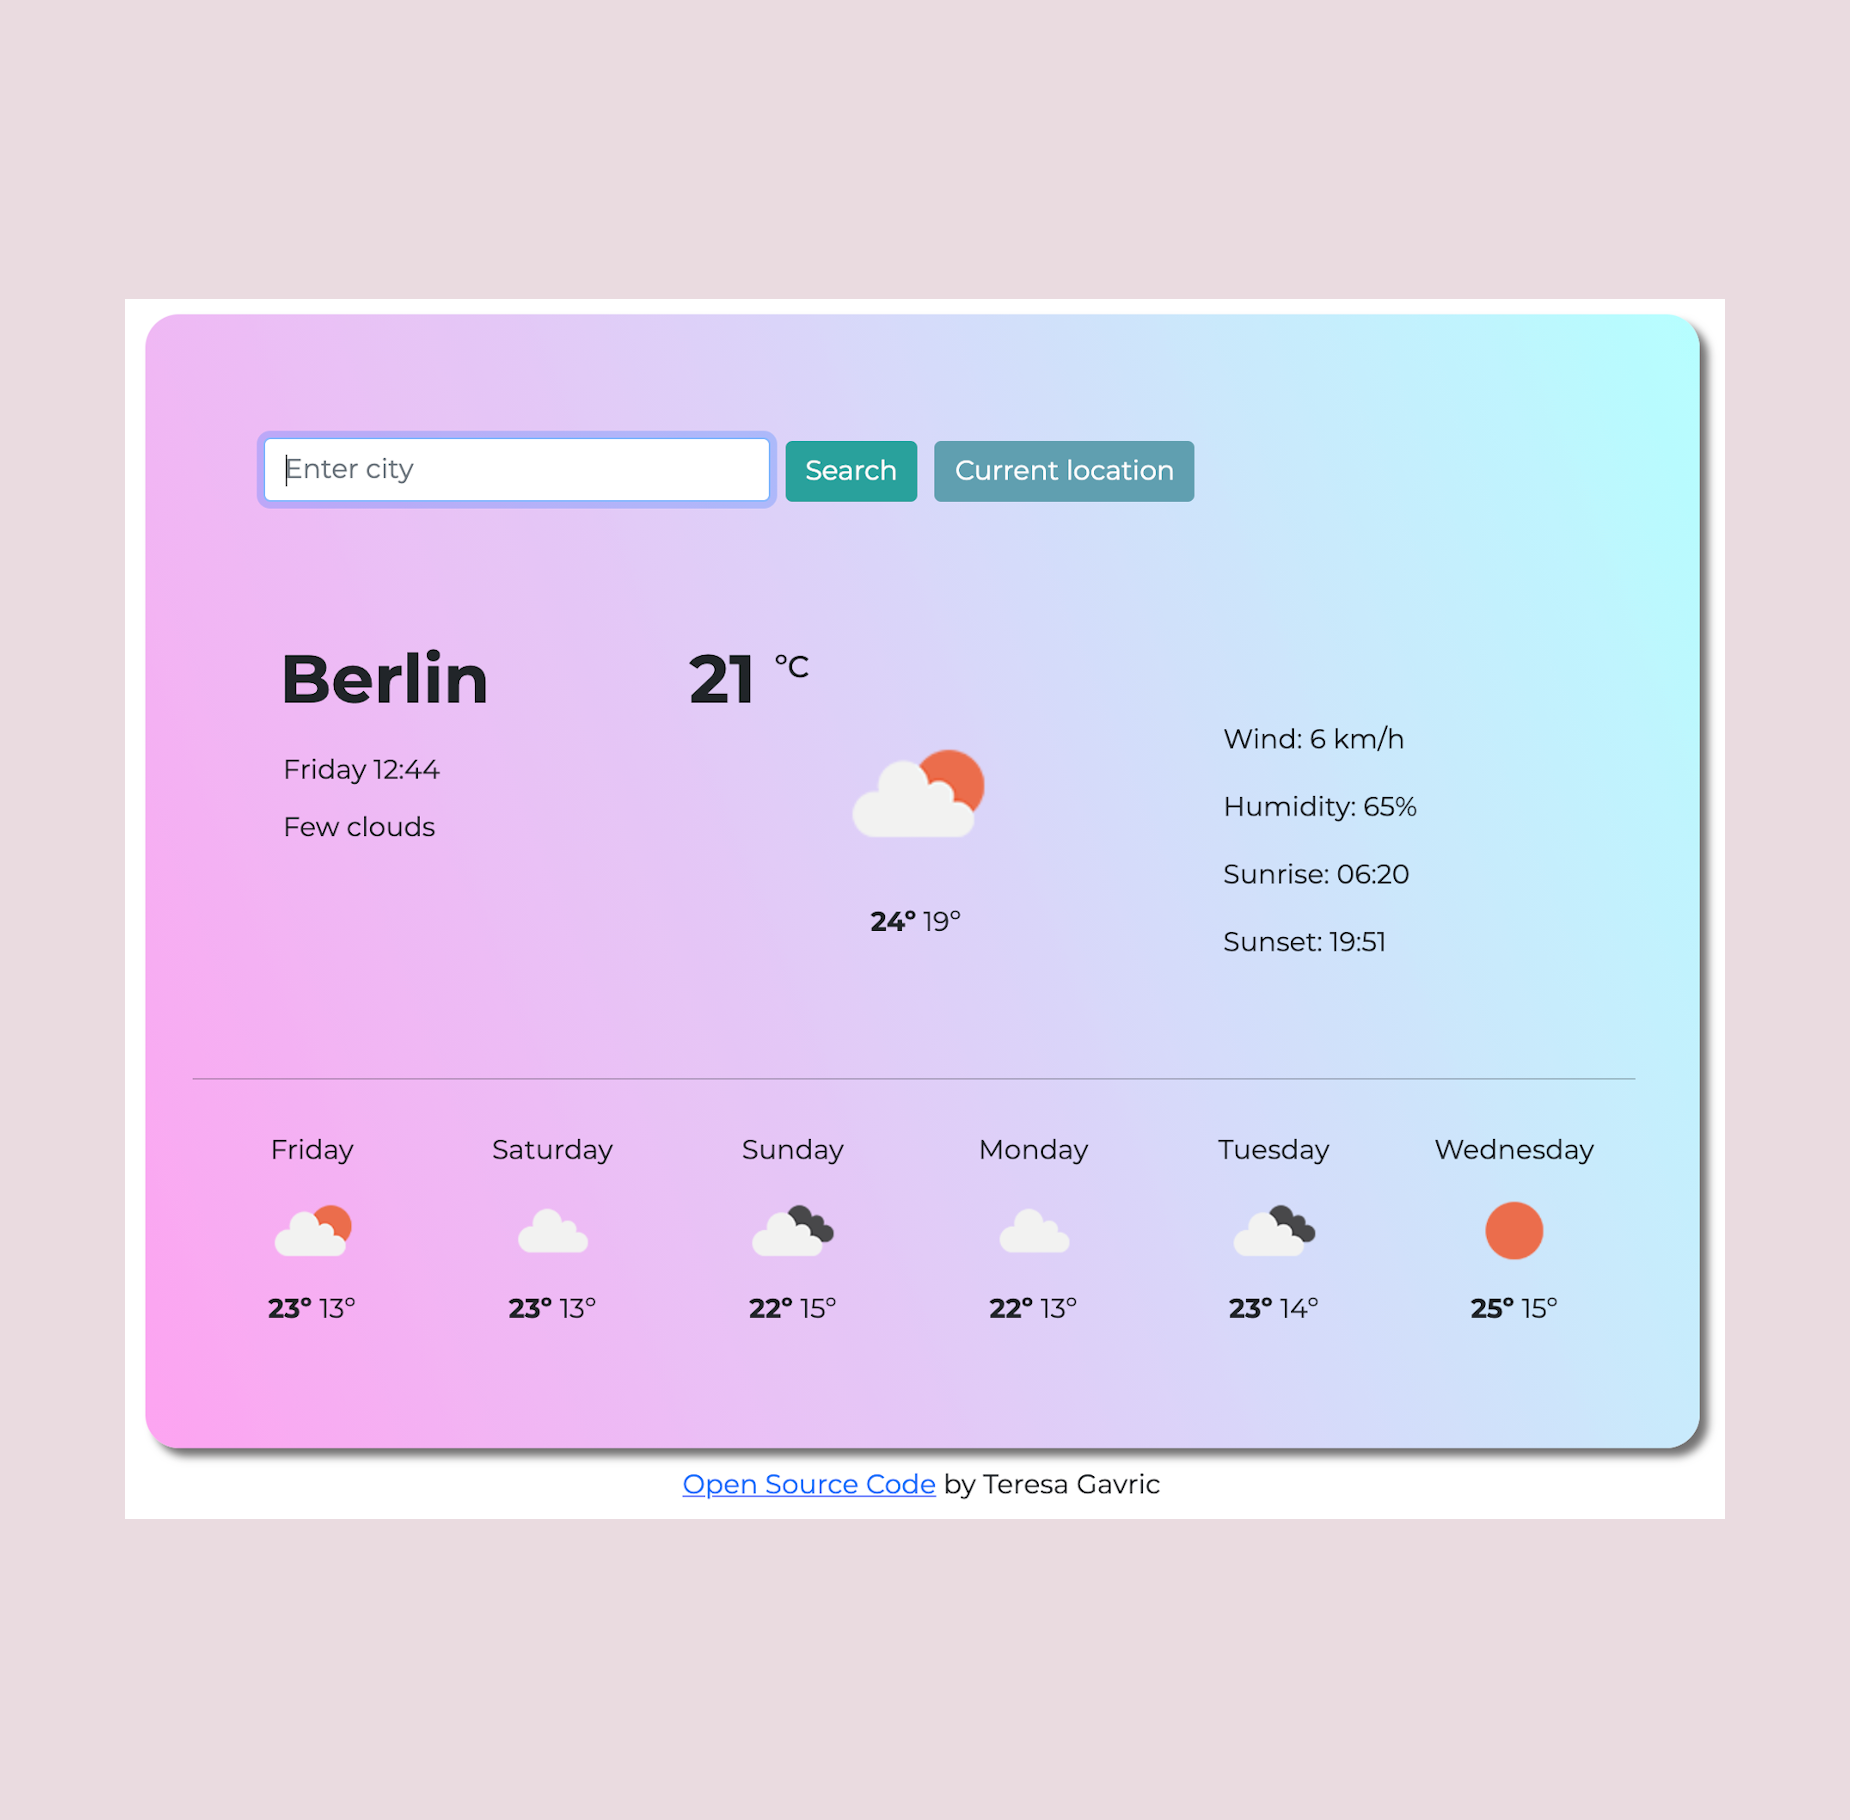 Enter city
Search
Current location
Berlin
21 °C
Friday 12:44
Few clouds
24° 19°
Wind: 6 km/h
Humidity: 65%
Sunrise: 06:20
Sunset: 19:51
Friday Saturday Sunday Monday Tuesday Wednesday
23° 13° 23° 13° 22° 15° 22° 13° 23° 14° 25° 15°
Open Source Code by Teresa Gavric